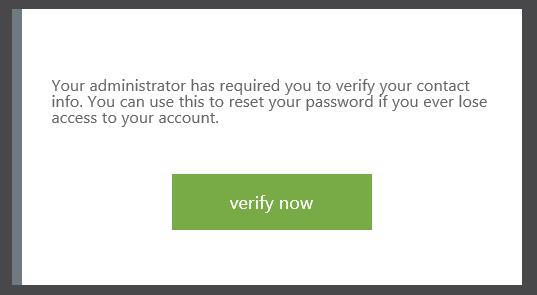 Your administrator has required you to verify your contact
info. You can use this to reset your password if you ever lose
access to your account.
verify now